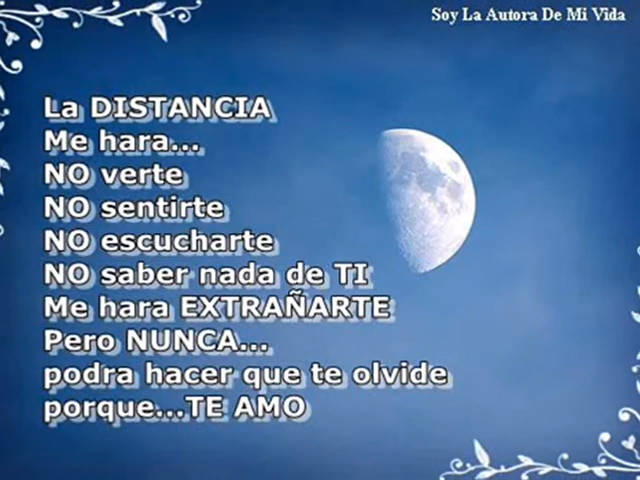 Soy La Autora De Mi Vida
La DISTANCIA
Me hara...
NO verte
NO sentirte
NO escucharte
NO saber nada de TI
Me hara EXTRAÑARTE
Pero NUNCA...
podra hacer que te olvide
porque...TE AMO